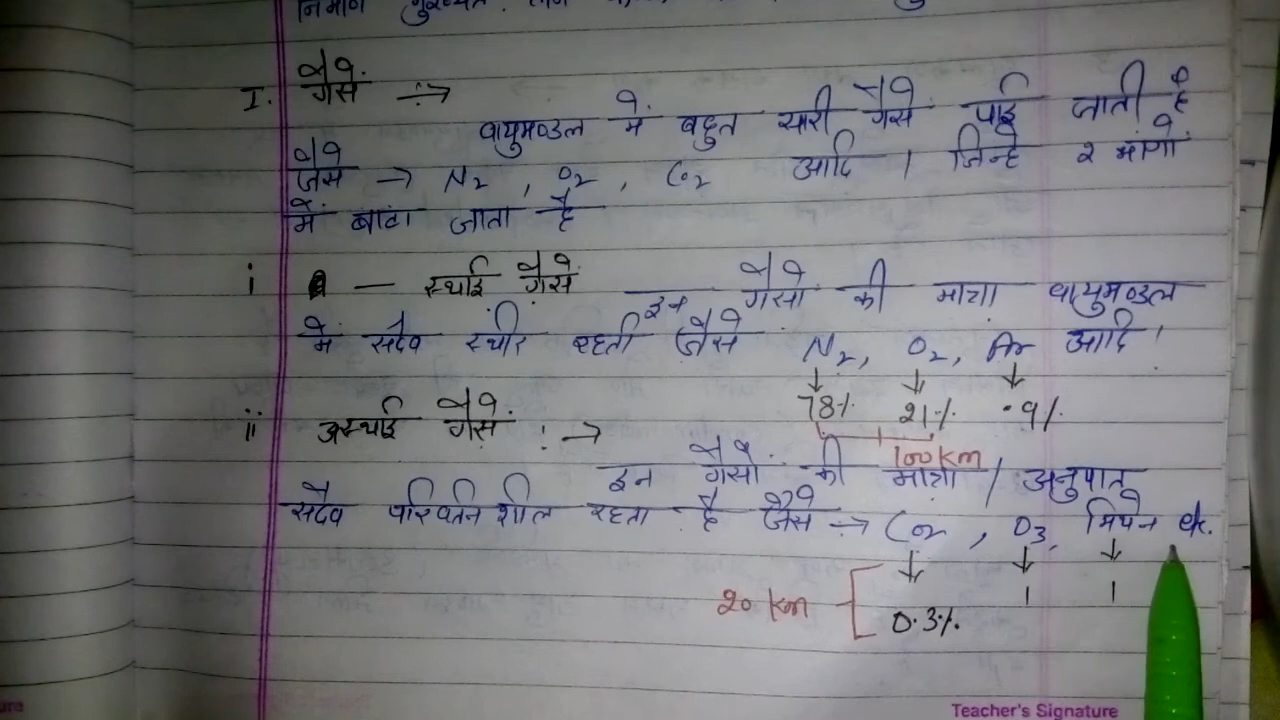 निर्माण मुख्यतः तीन
I. गैसे :→
वायुमण्डल में बहुत सारी गैसे पाई जाती है
जैसे → N2 , O2 , Co2 आदि । जिन्हे 2 भागों
में बांटा जाता है
i — स्थाई गैसे इन गैसो की मात्रा वायुमण्डल
में सदैव स्थीर रहती जैसे N2, O2, Ar आदि ।
78% 21% .9%
ii अस्थाई गैसे :→
100 km
इन गैसो की मात्रा / अनुपात
सदैव परिवर्तनशील रहता है जैसे → Co2 , O3, मिथेन etc.
20 km 0.3%
Teacher's Signature